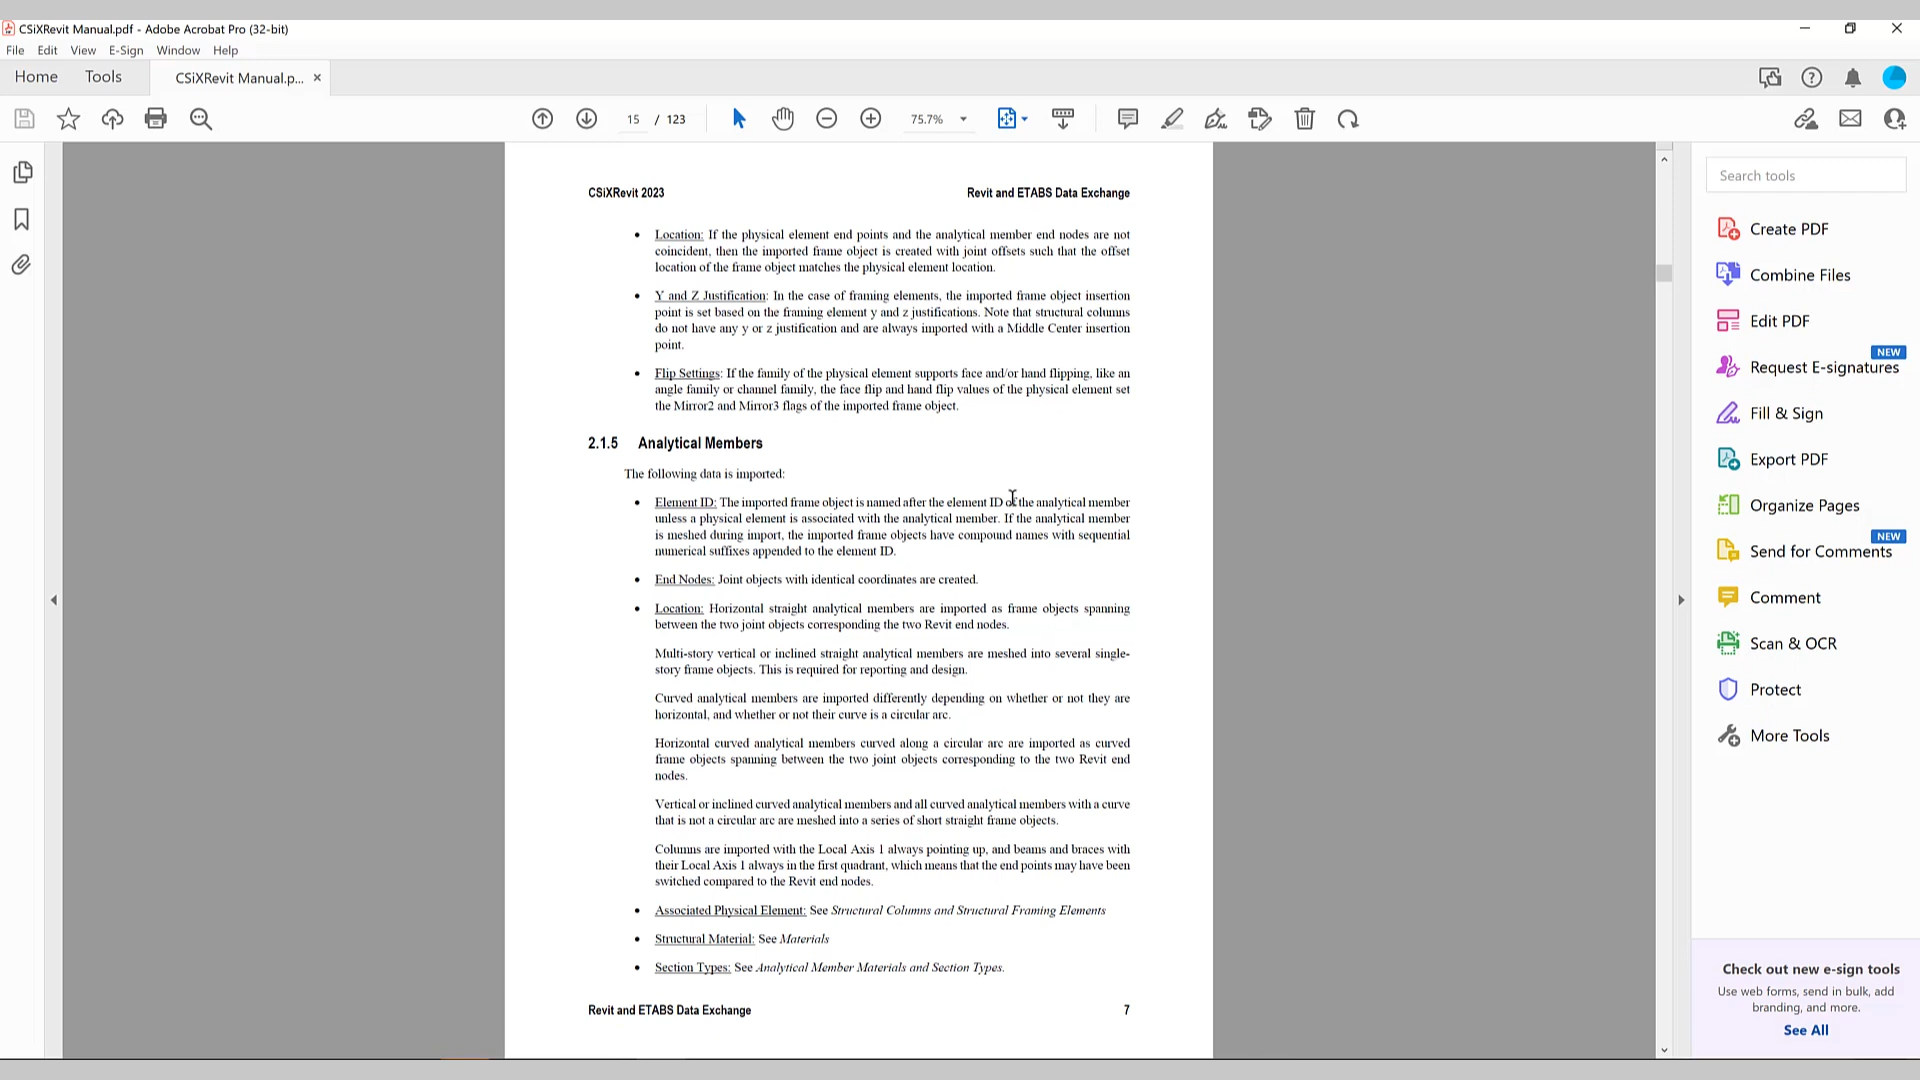 CSiXRevit Manual.pdf - Adobe Acrobat Pro (32-bit)
File Edit View E-Sign Window Help
Home Tools CSiXRevit Manual.p... ×
15 / 123 75.7%
CSiXRevit 2023 Revit and ETABS Data Exchange
• Location: If the physical element end points and the analytical member end nodes are not
coincident, then the imported frame object is created with joint offsets such that the offset
location of the frame object matches the physical element location.
• Y and Z Justification: In the case of framing elements, the imported frame object insertion
point is set based on the framing element y and z justifications. Note that structural columns
do not have any y or z justification and are always imported with a Middle Center insertion
point.
• Flip Settings: If the family of the physical element supports face and/or hand flipping, like an
angle family or channel family, the face flip and hand flip values of the physical element set
the Mirror2 and Mirror3 flags of the imported frame object.
2.1.5 Analytical Members
The following data is imported:
• Element ID: The imported frame object is named after the element ID of the analytical member
unless a physical element is associated with the analytical member. If the analytical member
is meshed during import, the imported frame objects have compound names with sequential
numerical suffixes appended to the element ID.
• End Nodes: Joint objects with identical coordinates are created.
• Location: Horizontal straight analytical members are imported as frame objects spanning
between the two joint objects corresponding the two Revit end nodes.
Multi-story vertical or inclined straight analytical members are meshed into several single-
story frame objects. This is required for reporting and design.
Curved analytical members are imported differently depending on whether or not they are
horizontal, and whether or not their curve is a circular arc.
Horizontal curved analytical members curved along a circular arc are imported as curved
frame objects spanning between the two joint objects corresponding to the two Revit end
nodes.
Vertical or inclined curved analytical members and all curved analytical members with a curve
that is not a circular arc are meshed into a series of short straight frame objects.
Columns are imported with the Local Axis 1 always pointing up, and beams and braces with
their Local Axis 1 always in the first quadrant, which means that the end points may have been
switched compared to the Revit end nodes.
• Associated Physical Element: See Structural Columns and Structural Framing Elements
• Structural Material: See Materials
• Section Types: See Analytical Member Materials and Section Types.
Revit and ETABS Data Exchange 7
Search tools
Create PDF
Combine Files
Edit PDF
NEW
Request E-signatures
Fill & Sign
Export PDF
Organize Pages
NEW
Send for Comments
Comment
Scan & OCR
Protect
More Tools
Check out new e-sign tools
Use web forms, send in bulk, add
branding, and more.
See All